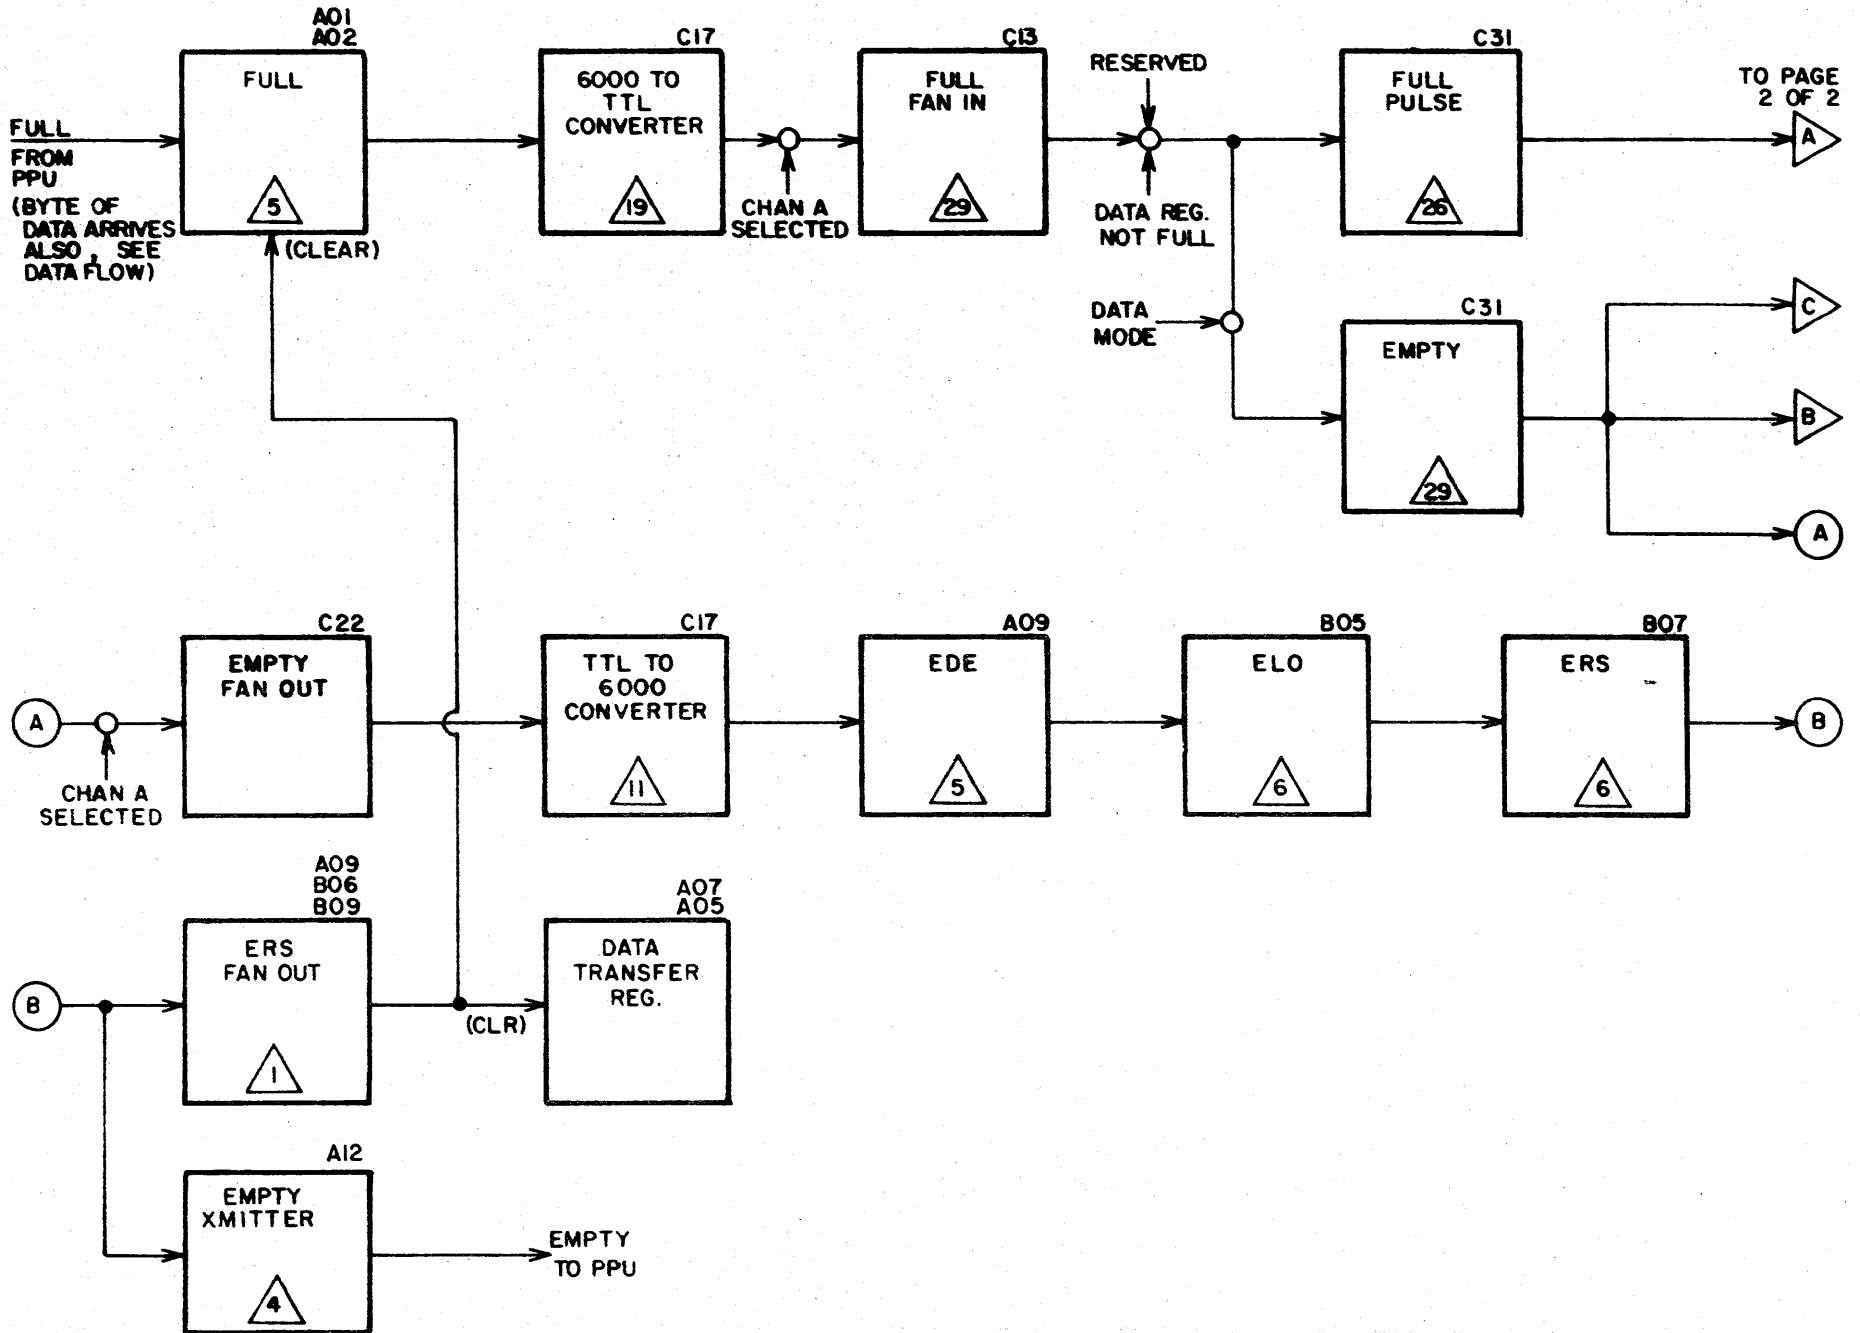 FULL
FROM
PPU
(BYTE OF
DATA ARRIVES
ALSO, SEE
DATA FLOW)
A01
A02
FULL
5
(CLEAR)
C17
6000 TO
TTL
CONVERTER
19
CHAN A
SELECTED
C13
FULL
FAN IN
29
RESERVED
DATA REG.
NOT FULL
C31
FULL
PULSE
26
TO PAGE
2 OF 2
A
DATA
MODE
C31
EMPTY
29
C
B
A
A
CHAN A
SELECTED
C22
EMPTY
FAN OUT
C17
TTL TO
6000
CONVERTER
11
A09
EDE
5
B05
ELO
6
B07
ERS
6
B
B
A09
B06
B09
ERS
FAN OUT
1
(CLR)
A07
A05
DATA
TRANSFER
REG.
A12
EMPTY
XMITTER
4
EMPTY
TO PPU